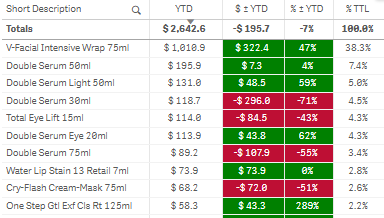 Short Description YTD $ ± YTD % ± YTD % TTL
Totals $ 2,642.6 -$ 195.7 -7% 100.0%
V-Facial Intensive Wrap 75ml $ 1,010.9 $ 322.4 47% 38.3%
Double Serum 50ml $ 195.9 $ 7.3 4% 7.4%
Double Serum Light 50ml $ 131.0 $ 48.5 59% 5.0%
Double Serum 30ml $ 118.7 -$ 296.0 -71% 4.5%
Total Eye Lift 15ml $ 114.0 -$ 84.5 -43% 4.3%
Double Serum Eye 20ml $ 113.9 $ 43.8 62% 4.3%
Double Serum 75ml $ 89.2 -$ 107.9 -55% 3.4%
Water Lip Stain 13 Retail 7ml $ 73.9 $ 73.9 0% 2.8%
Cry-Flash Cream-Mask 75ml $ 68.2 -$ 72.0 -51% 2.6%
One Step Gtl Exf Cls Rt 125ml $ 58.3 $ 43.3 289% 2.2%